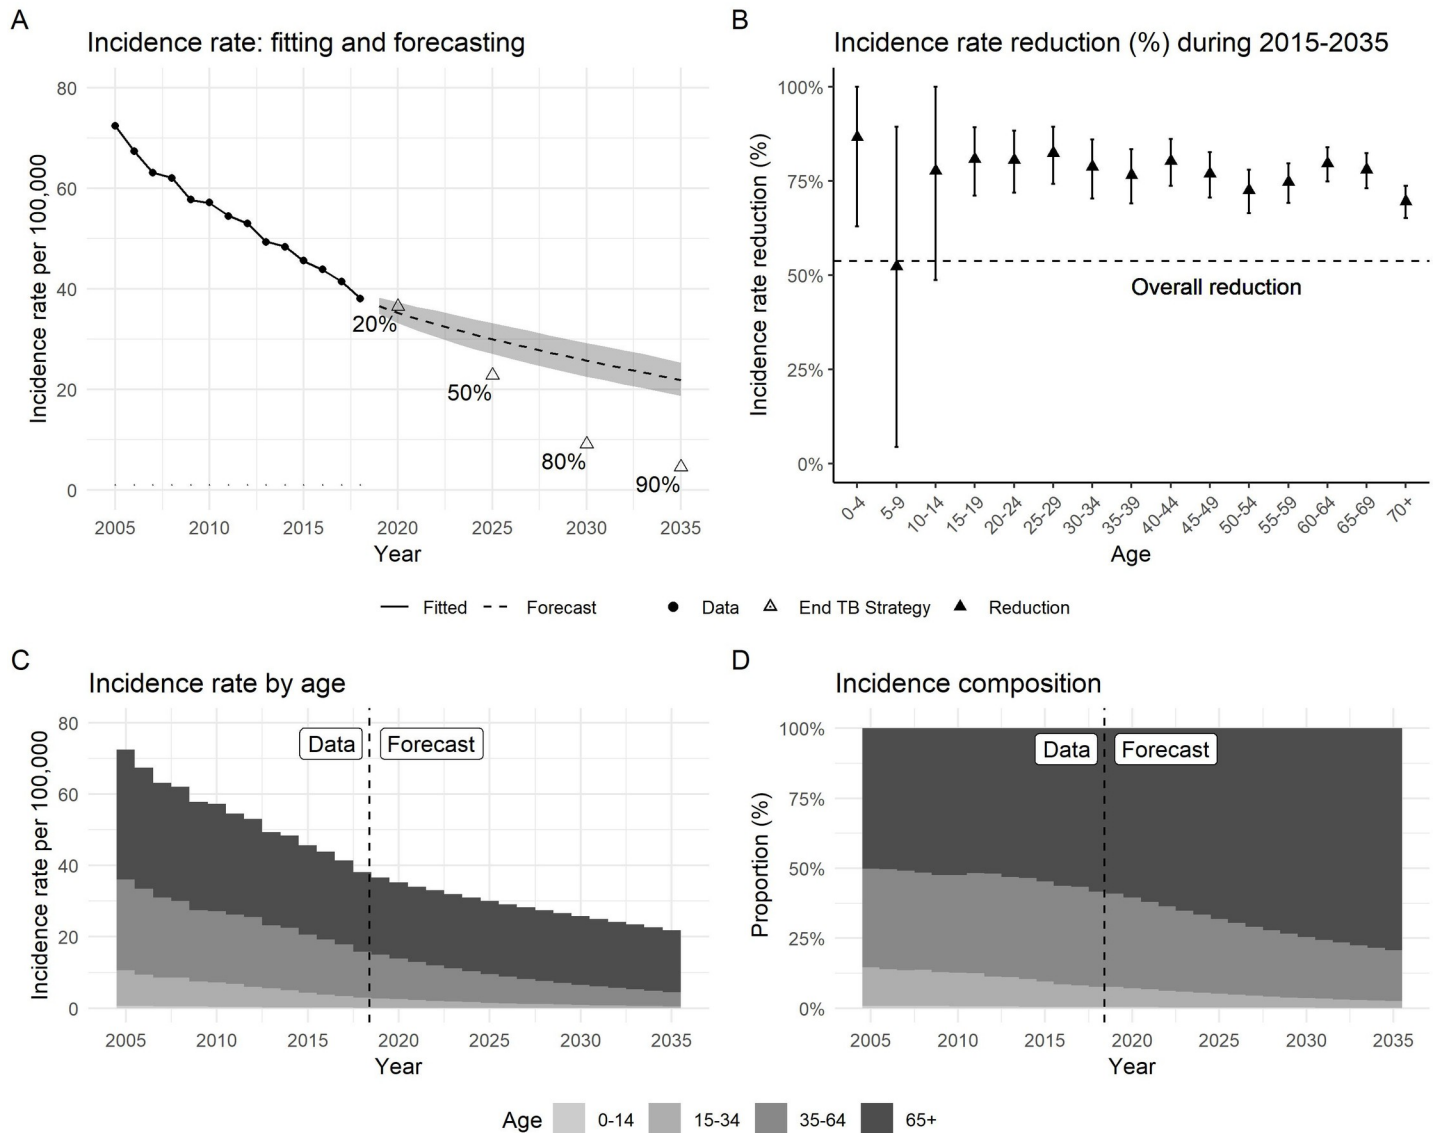 A
Incidence rate: fitting and forecasting
Incidence rate per 100,000
80
60
40
20
0
20%
50%
80%
90%
2005 2010 2015 2020 2025 2030 2035
Year
B
Incidence rate reduction (%) during 2015-2035
Incidence rate reduction (%)
100%
75%
50%
25%
0%
Overall reduction
0-4 5-9 10-14 15-19 20-24 25-29 30-34 35-39 40-44 45-49 50-54 55-59 60-64 65-69 70+
Age
Fitted Forecast Data End TB Strategy Reduction
C
Incidence rate by age
Incidence rate per 100,000
80
60
40
20
0
Data Forecast
2005 2010 2015 2020 2025 2030 2035
Year
D
Incidence composition
Proportion (%)
100%
75%
50%
25%
0%
Data Forecast
2005 2010 2015 2020 2025 2030 2035
Year
Age 0-14 15-34 35-64 65+